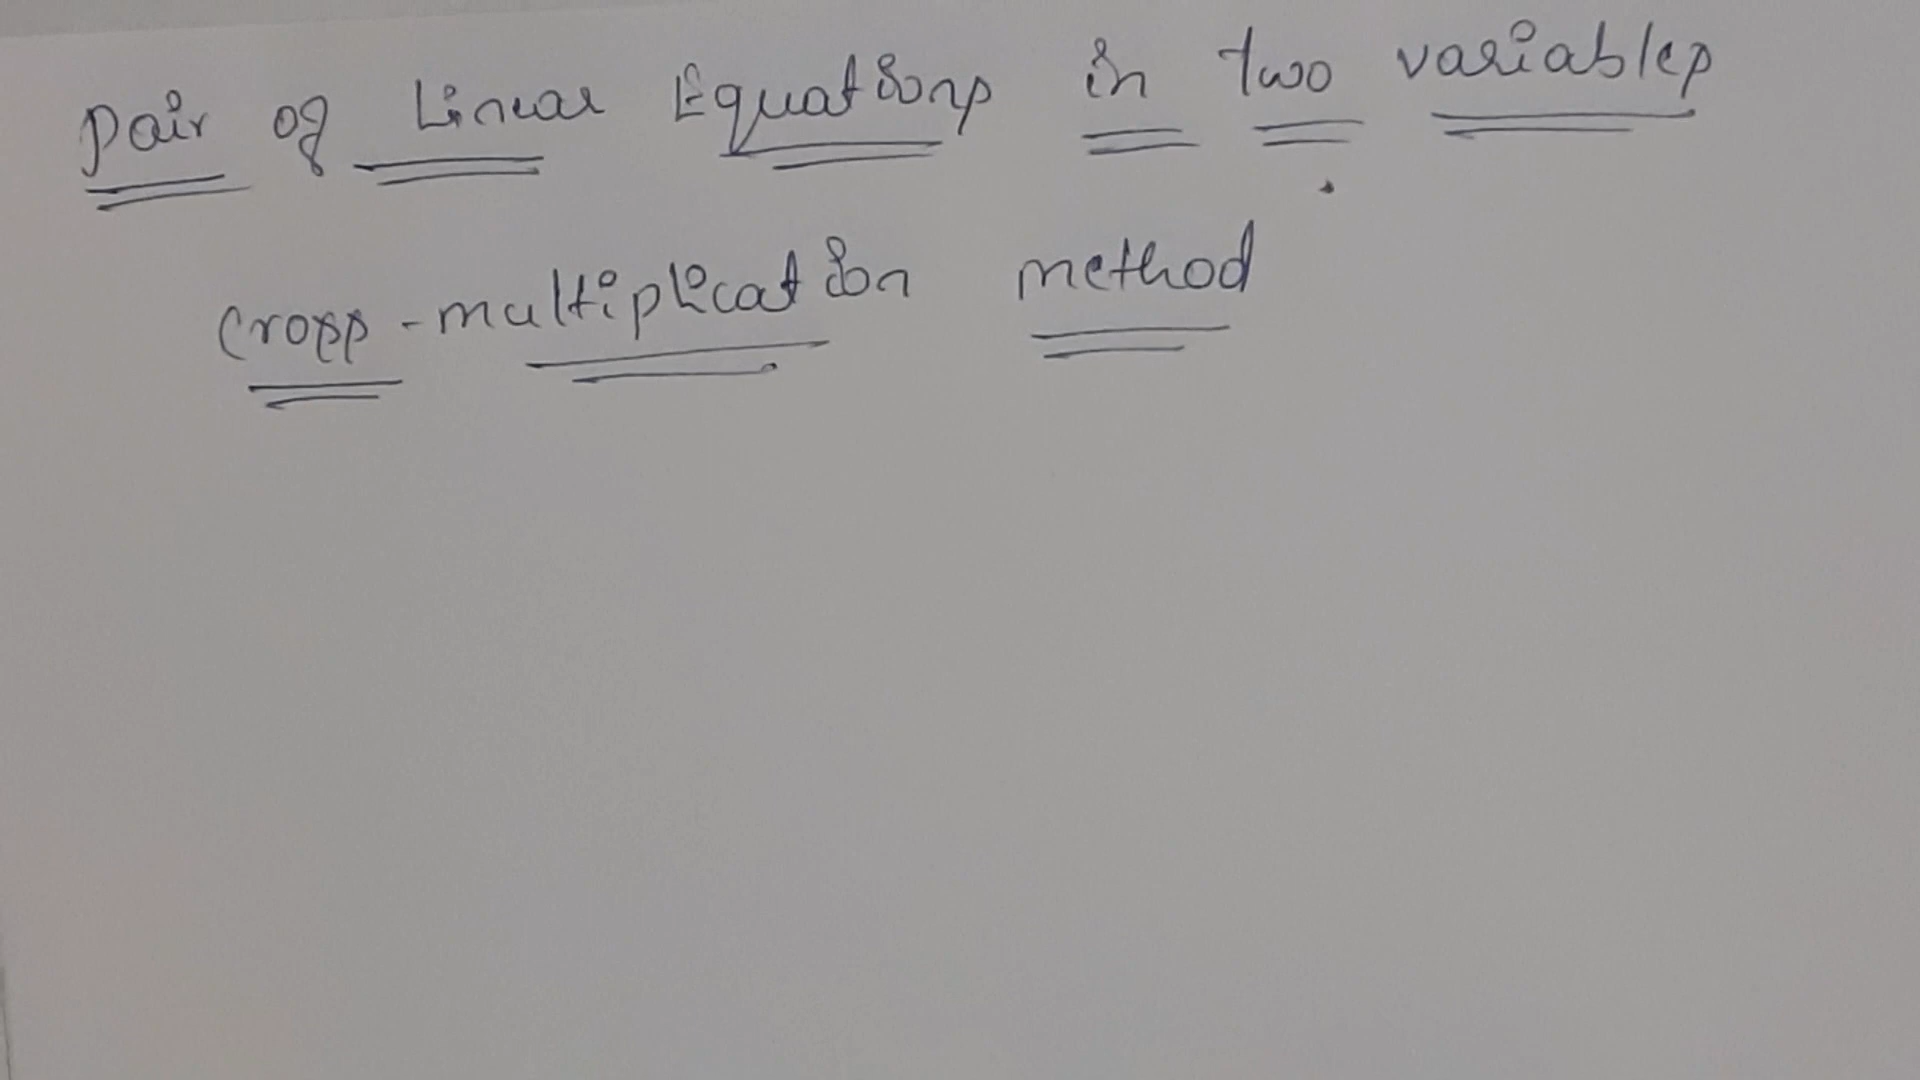 Pair of Linear Equations in two variables
Cross-multiplication method